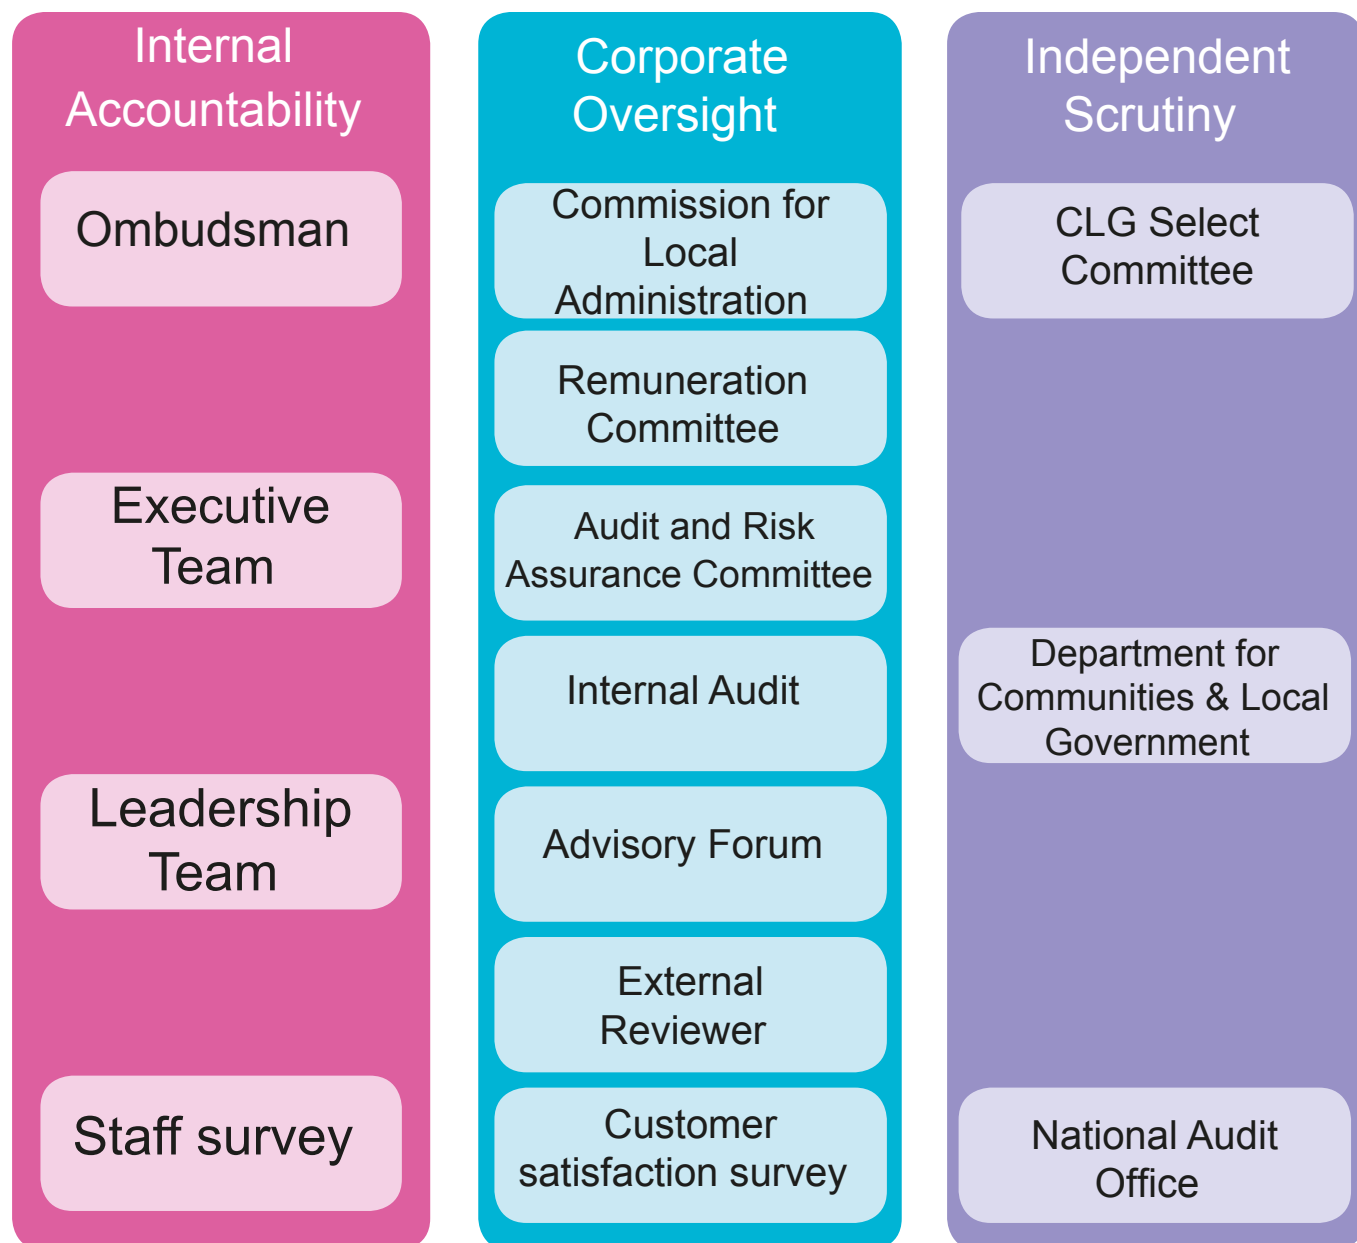 Internal
Accountability
Ombudsman
Executive
Team
Leadership
Team
Staff survey
Corporate
Oversight
Commission for
Local
Administration
Remuneration
Committee
Audit and Risk
Assurance Committee
Internal Audit
Advisory Forum
External
Reviewer
Customer
satisfaction survey
Independent
Scrutiny
CLG Select
Committee
Department for
Communities & Local
Government
National Audit
Office